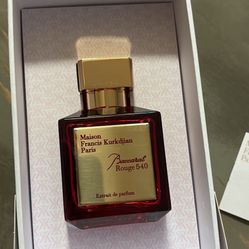 Maison
Francis Kurkdjian
Paris
Baccarat
Rouge 540
Extrait de parfum